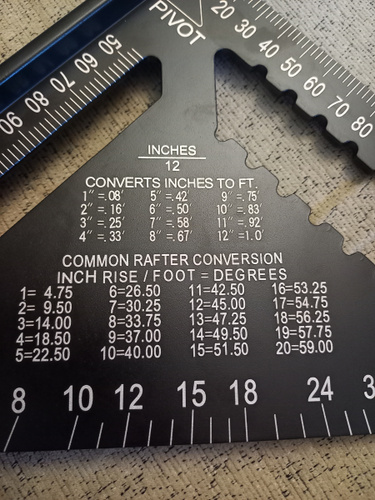 PIVOT
20 30 40 50 60 70 80
50 60 70 80 90
INCHES
12
CONVERTS INCHES TO FT.
1"=.08' 5"=.42' 9"=.75'
2"=.16' 6"=.50' 10"=.83'
3"=.25' 7"=.58' 11"=.92'
4"=.33' 8"=.67' 12"=1.0'
COMMON RAFTER CONVERSION
INCH RISE / FOOT = DEGREES
1= 4.75 6=26.50 11=42.50 16=53.25
2= 9.50 7=30.25 12=45.00 17=54.75
3=14.00 8=33.75 13=47.25 18=56.25
4=18.50 9=37.00 14=49.50 19=57.75
5=22.50 10=40.00 15=51.50 20=59.00
8 10 12 15 18 24 3